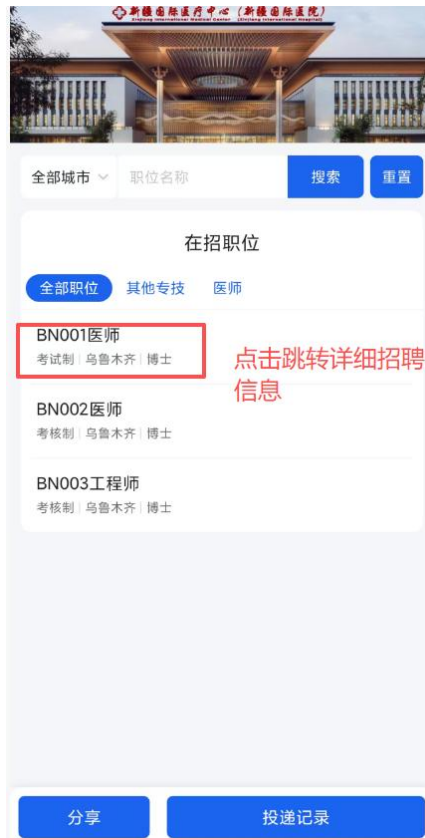 新疆国际医疗中心（新疆国际医院）
Xinjiang International Medical Center (Xinjiang International Hospital)
全部城市 职位名称 搜索 重置
在招职位
全部职位 其他专技 医师
BN001医师
考试制 乌鲁木齐 博士
点击跳转详细招聘
信息
BN002医师
考核制 乌鲁木齐 博士
BN003工程师
考核制 乌鲁木齐 博士
分享 投递记录